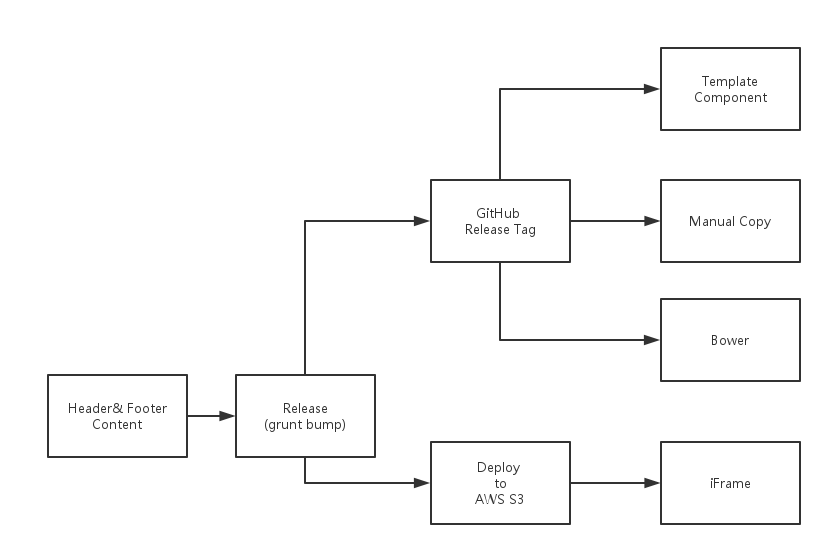 Template
Component
GitHub
Release Tag
Manual Copy
Bower
Header& Footer
Content
Release
(grunt bump)
Deploy
to
AWS S3
iFrame